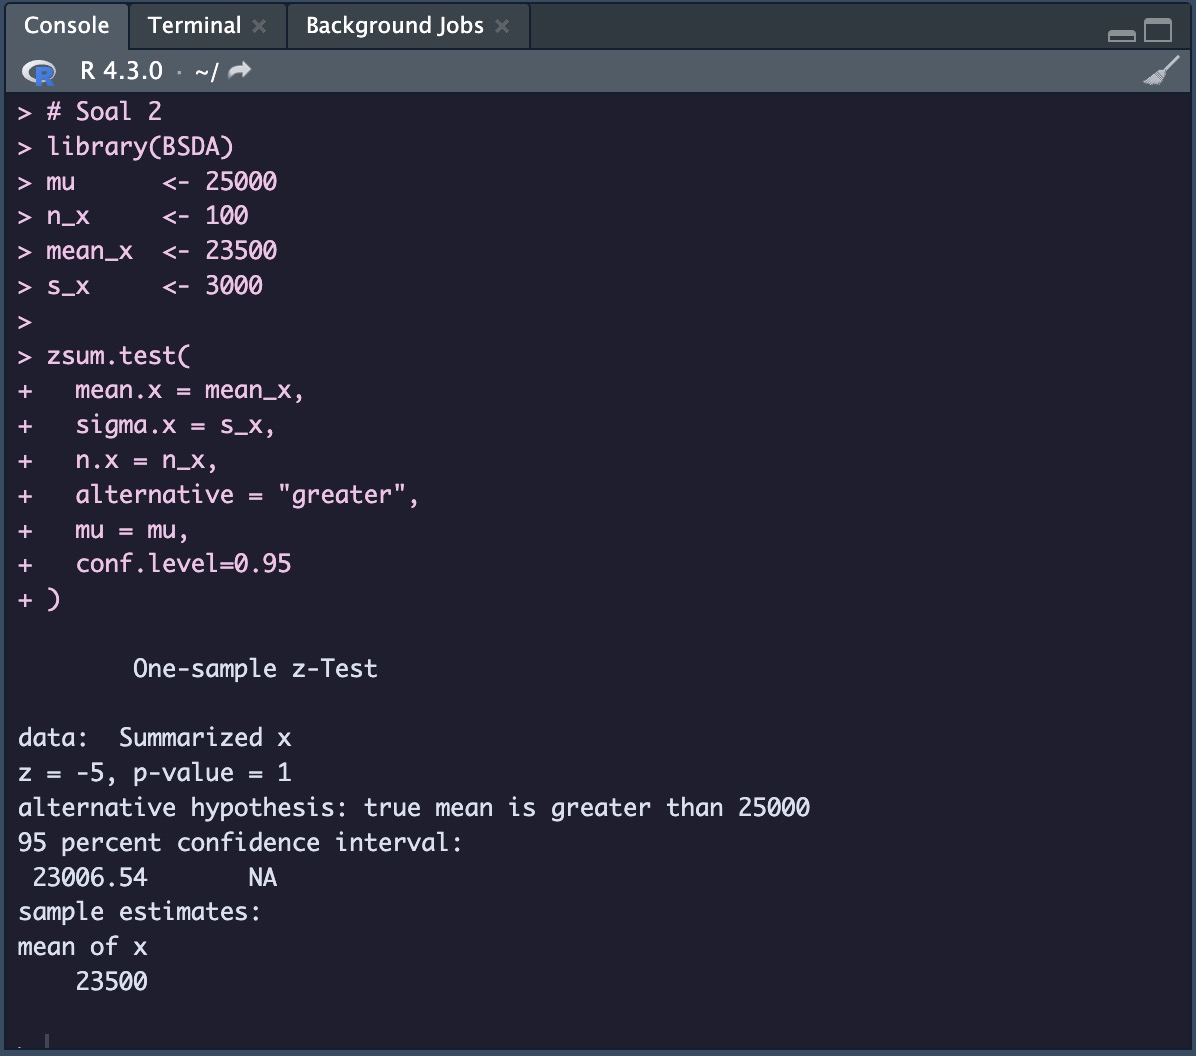 Console Terminal Background Jobs
R R 4.3.0 · ~/
> # Soal 2
> library(BSDA)
> mu      <- 25000
> n_x     <- 100
> mean_x  <- 23500
> s_x     <- 3000
>
> zsum.test(
+   mean.x = mean_x,
+   sigma.x = s_x,
+   n.x = n_x,
+   alternative = "greater",
+   mu = mu,
+   conf.level=0.95
+ )
One-sample z-Test
data:  Summarized x
z = -5, p-value = 1
alternative hypothesis: true mean is greater than 25000
95 percent confidence interval:
 23006.54       NA
sample estimates:
mean of x
    23500